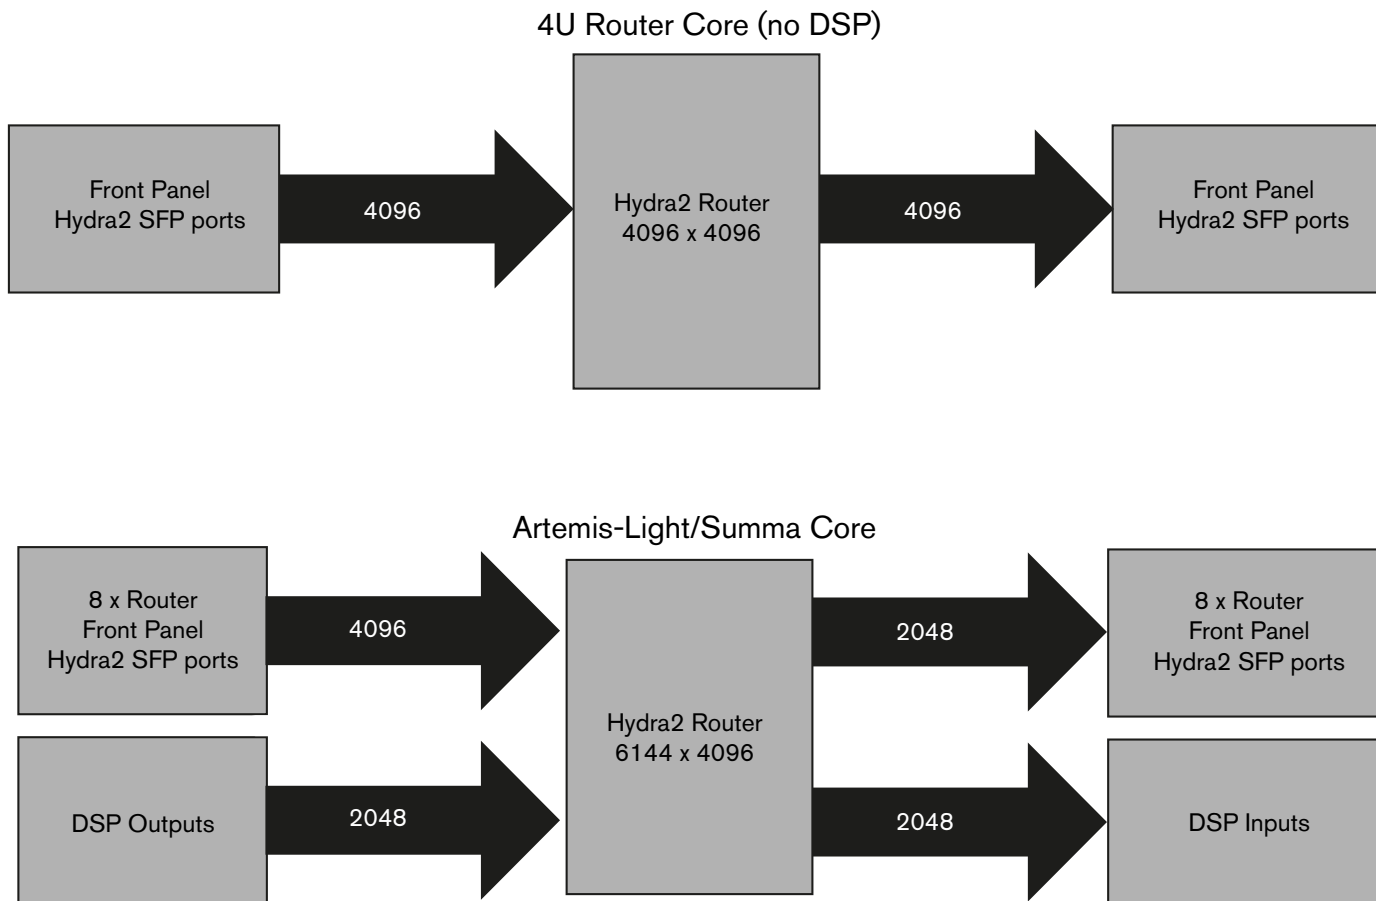 4U Router Core (no DSP)
Front Panel
Hydra2 SFP ports
4096
Hydra2 Router
4096 x 4096
4096
Front Panel
Hydra2 SFP ports
Artemis-Light/Summa Core
8 x Router
Front Panel
Hydra2 SFP ports
4096
DSP Outputs
2048
Hydra2 Router
6144 x 4096
2048
8 x Router
Front Panel
Hydra2 SFP ports
2048
DSP Inputs